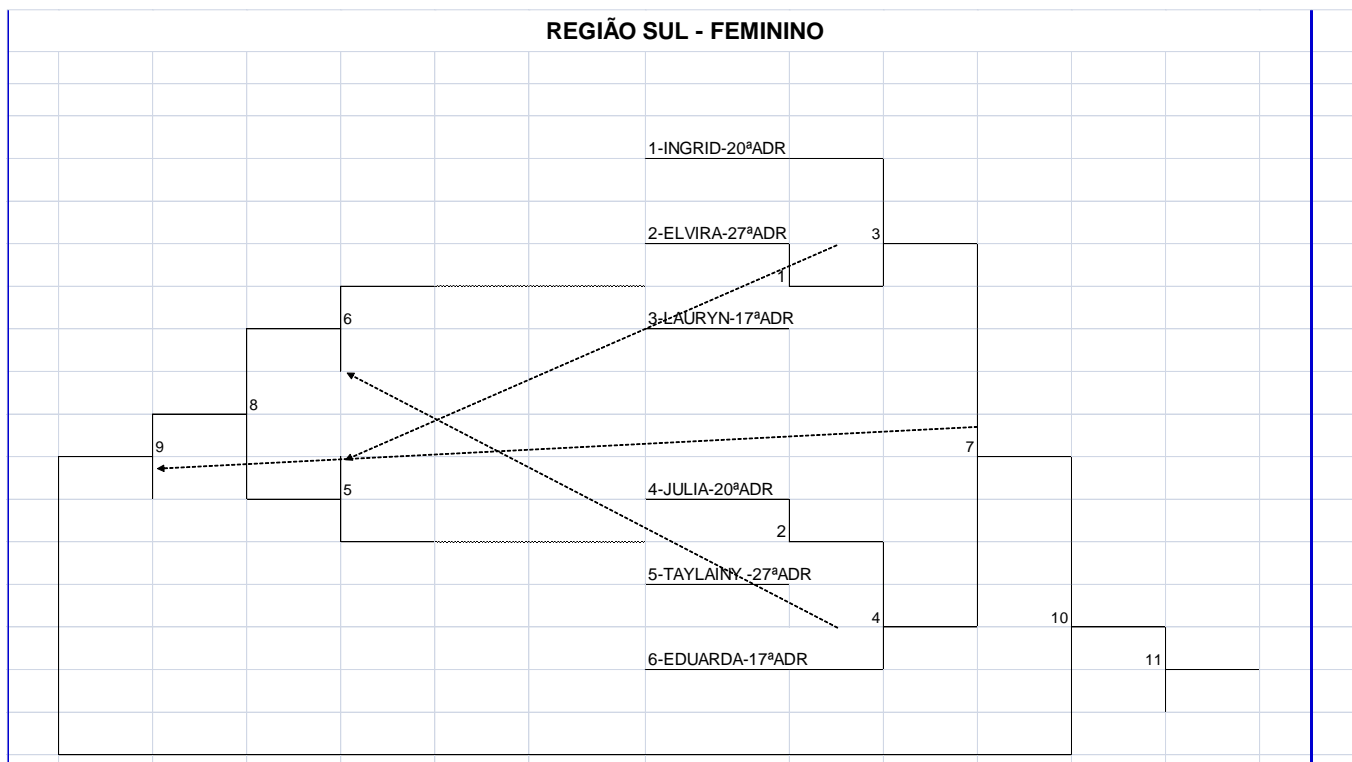 REGIÃO SUL - FEMININO
1-INGRID-20ªADR
2-ELVIRA-27ªADR
3
1
6
3-LAURYN-17ªADR
8
9
7
5
4-JULIA-20ªADR
2
5-TAYLAINY -27ªADR
4
10
6-EDUARDA-17ªADR
11